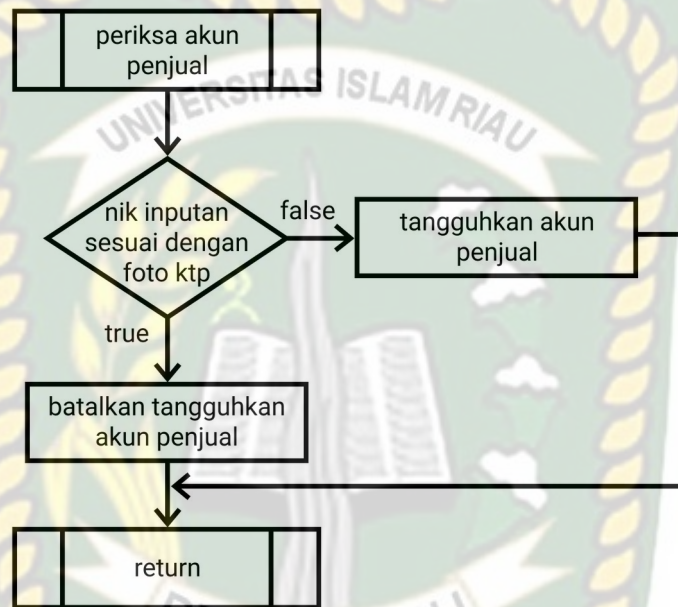 periksa akun
penjual
UNIVERSITAS ISLAM RIAU
nik inputan
sesuai dengan
foto ktp
false
tangguhkan akun
penjual
true
batalkan tangguhkan
akun penjual
return